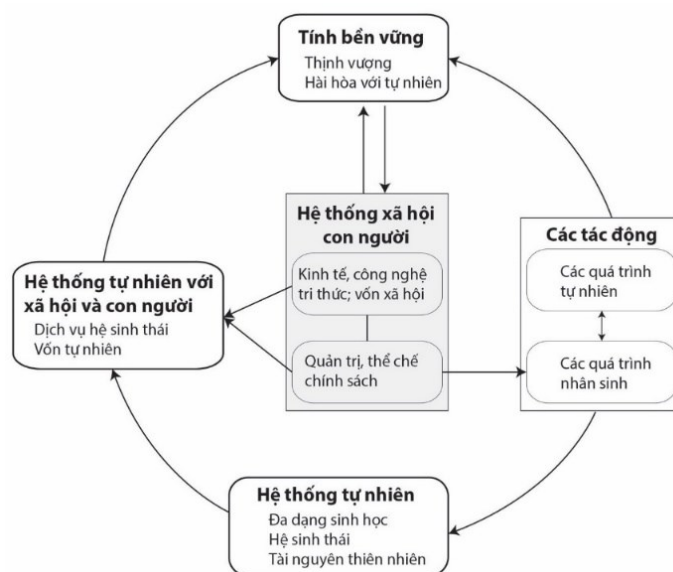 Tính bền vững
Thịnh vượng
Hài hòa với tự nhiên
Hệ thống xã hội
con người
Kinh tế, công nghệ
tri thức; vốn xã hội
Quản trị, thể chế
chính sách
Các tác động
Các quá trình
tự nhiên
Các quá trình
nhân sinh
Hệ thống tự nhiên với
xã hội và con người
Dịch vụ hệ sinh thái
Vốn tự nhiên
Hệ thống tự nhiên
Đa dạng sinh học
Hệ sinh thái
Tài nguyên thiên nhiên